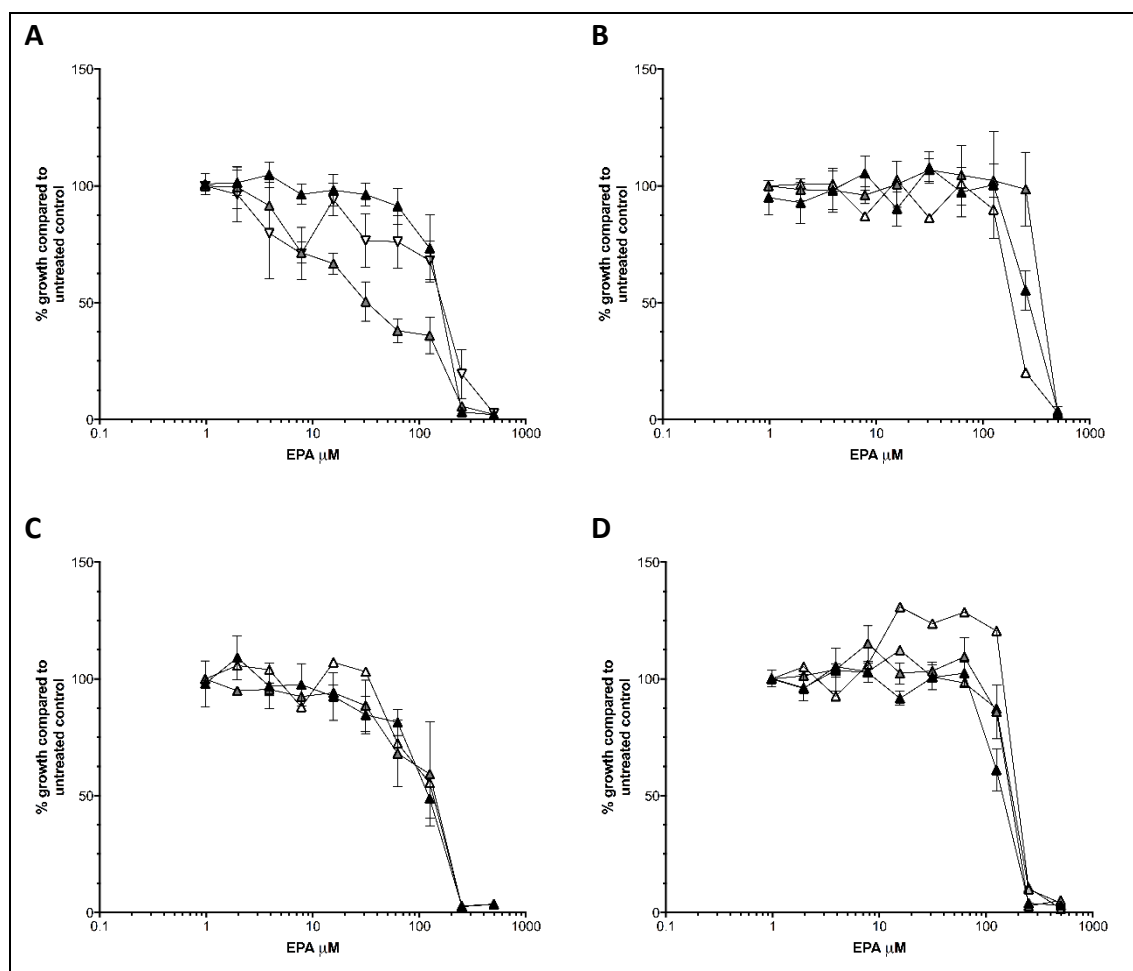 A
150
100
50
0
% growth compared to
untreated control
0.1 1 10 100 1000
EPA μM
B
150
100
50
0
% growth compared to
untreated control
0.1 1 10 100 1000
EPA μM
C
150
100
50
0
% growth compared to
untreated control
0.1 1 10 100 1000
EPA μM
D
150
100
50
0
% growth compared to
untreated control
0.1 1 10 100 1000
EPA μM